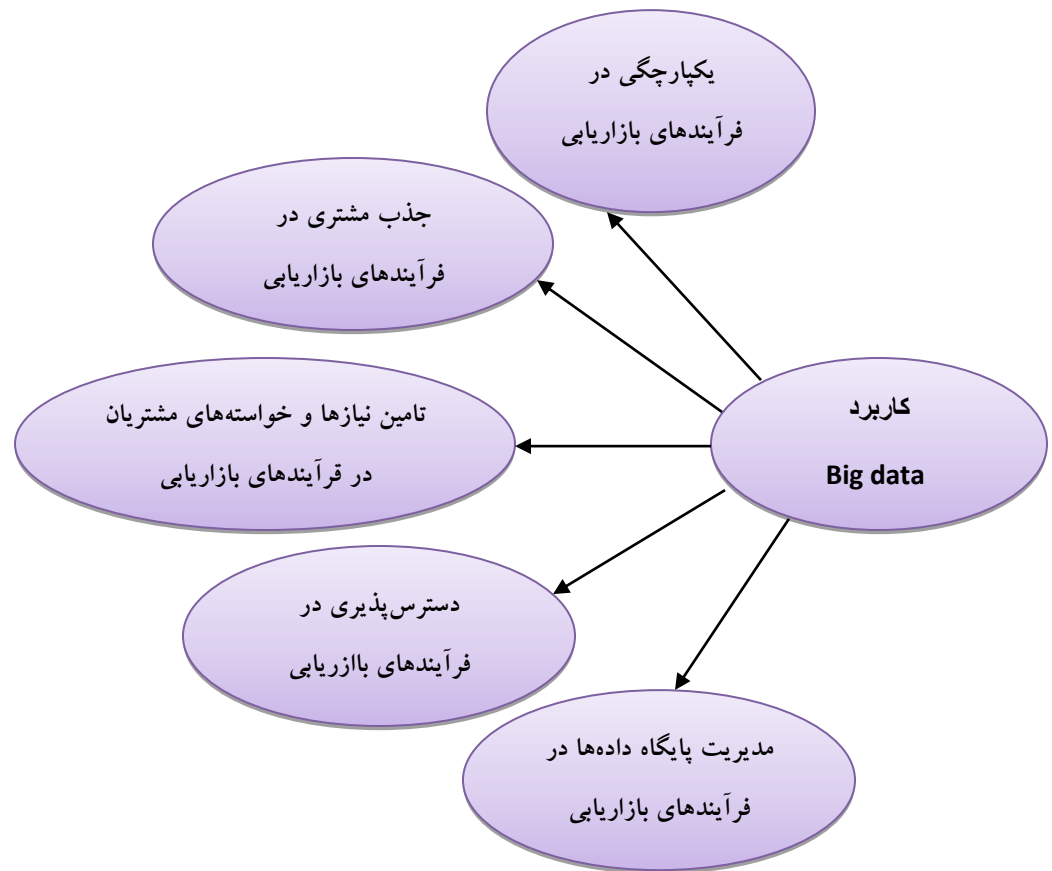 یکپارچگی در
فرآیندهای بازاریابی
جذب مشتری در
فرآیندهای بازاریابی
کاربرد
Big data
تامین نیازها و خواسته‌های مشتریان
در قرآیندهای بازاریابی
دسترس‌پذیری در
فرآیندهای باازریابی
مدیریت پایگاه داده‌ها در
فرآیندهای بازاریابی